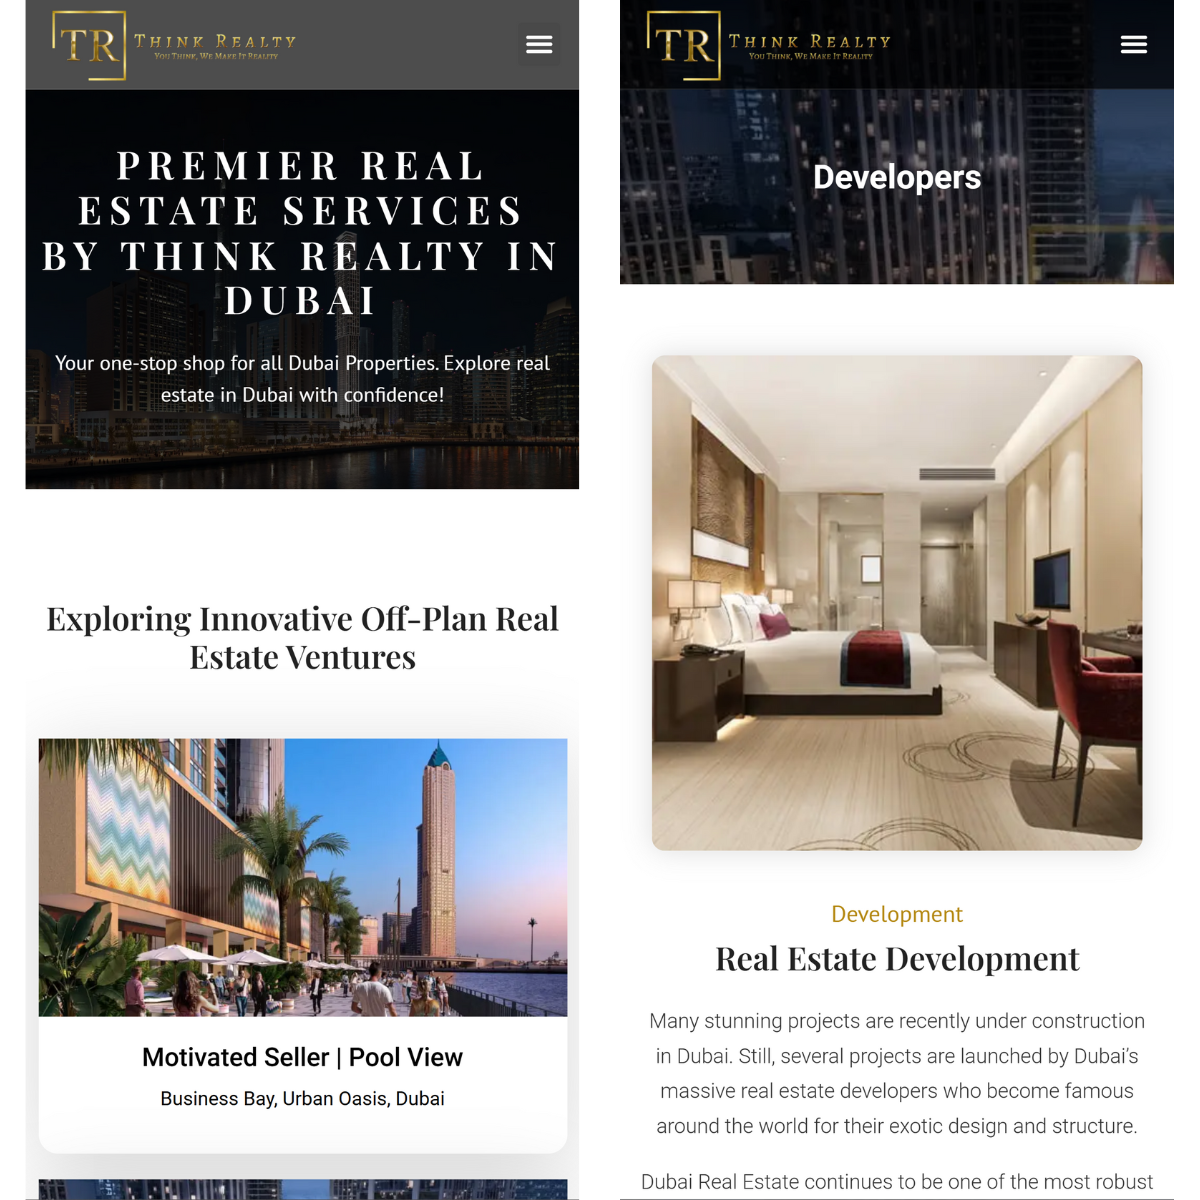 TR THINK REALTY
YOU THINK, WE MAKE IT REALITY
PREMIER REAL
ESTATE SERVICES
BY THINK REALTY IN
DUBAI
Your one-stop shop for all Dubai Properties. Explore real
estate in Dubai with confidence!
Exploring Innovative Off-Plan Real
Estate Ventures
Motivated Seller | Pool View
Business Bay, Urban Oasis, Dubai
TR THINK REALTY
YOU THINK, WE MAKE IT REALITY
Developers
Development
Real Estate Development
Many stunning projects are recently under construction
in Dubai. Still, several projects are launched by Dubai’s
massive real estate developers who become famous
around the world for their exotic design and structure.
Dubai Real Estate continues to be one of the most robust